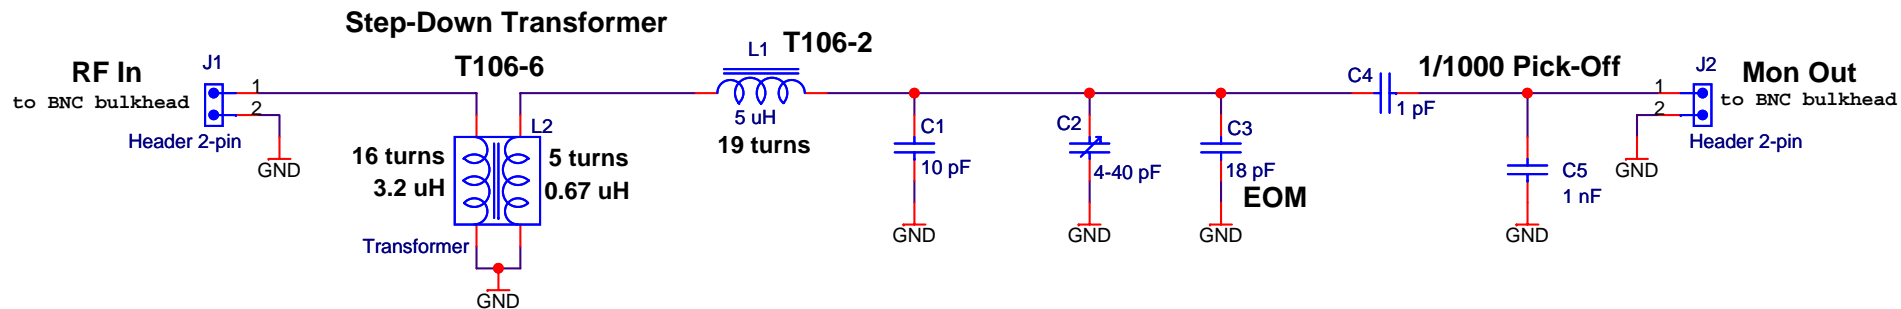 Step-Down Transformer
RF In
to BNC bulkhead
J1
1
2
Header 2-pin
GND
T106-6
L2
16 turns
3.2 uH
5 turns
0.67 uH
Transformer
GND
L1
T106-2
5 uH
19 turns
C1
10 pF
GND
C2
4-40 pF
GND
C3
18 pF
EOM
GND
C4
1 pF
1/1000 Pick-Off
C5
1 nF
GND
1
2
GND
J2
Header 2-pin
Mon Out
to BNC bulkhead